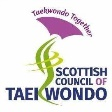 Taekwondo Together
SCOTTISH
COUNCIL OF
TAEKWONDO